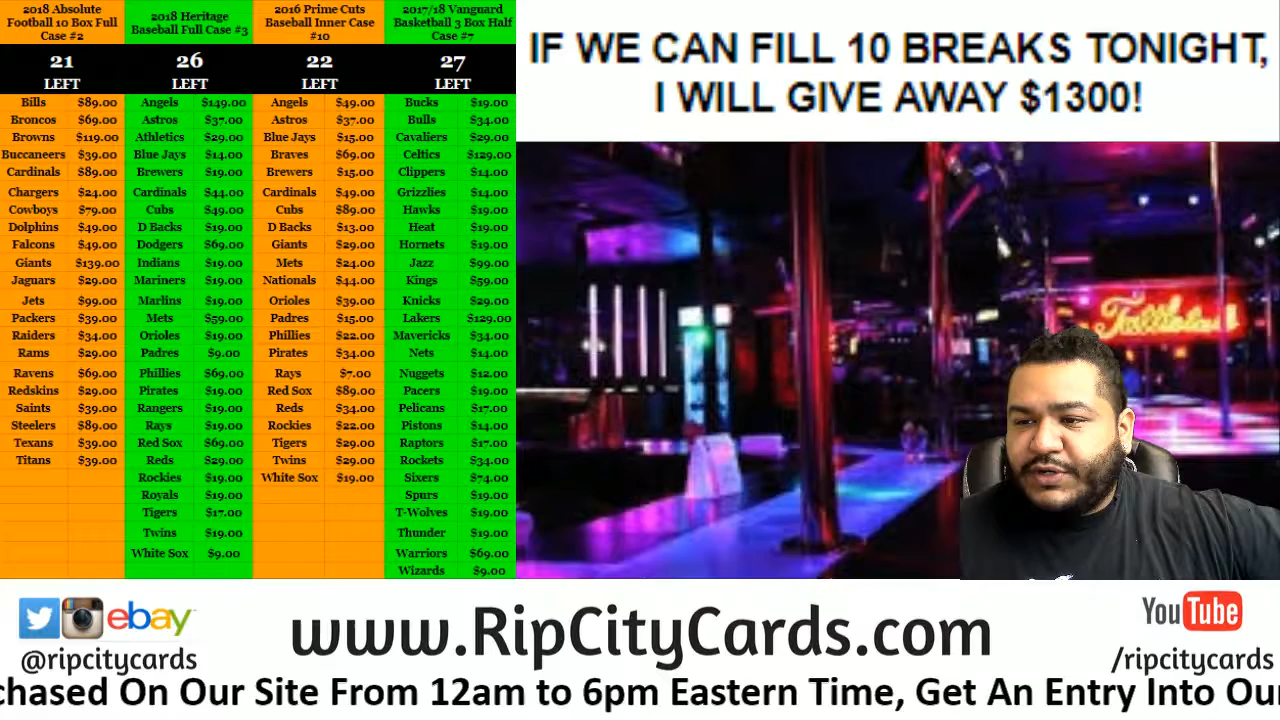 2018 Absolute
Football 10 Box Full
Case #2
21
LEFT
Bills $89.00
Broncos $69.00
Browns $119.00
Buccaneers $39.00
Cardinals $89.00
Chargers $24.00
Cowboys $79.00
Dolphins $49.00
Falcons $49.00
Giants $139.00
Jaguars $29.00
Jets $99.00
Packers $39.00
Raiders $34.00
Rams $29.00
Ravens $69.00
Redskins $29.00
Saints $39.00
Steelers $89.00
Texans $39.00
Titans $39.00
2018 Heritage
Baseball Full Case #3
26
LEFT
Angels $149.00
Astros $37.00
Athletics $29.00
Blue Jays $14.00
Brewers $19.00
Cardinals $44.00
Cubs $49.00
D Backs $19.00
Dodgers $69.00
Indians $19.00
Mariners $19.00
Marlins $19.00
Mets $59.00
Orioles $19.00
Padres $9.00
Phillies $69.00
Pirates $19.00
Rangers $19.00
Rays $19.00
Red Sox $69.00
Reds $29.00
Rockies $19.00
Royals $19.00
Tigers $17.00
Twins $19.00
White Sox $9.00
2016 Prime Cuts
Baseball Inner Case
#10
22
LEFT
Angels $49.00
Astros $37.00
Blue Jays $15.00
Braves $69.00
Brewers $15.00
Cardinals $49.00
Cubs $89.00
D Backs $13.00
Giants $29.00
Mets $24.00
Nationals $44.00
Orioles $39.00
Padres $15.00
Phillies $22.00
Pirates $34.00
Rays $7.00
Red Sox $89.00
Reds $34.00
Rockies $22.00
Tigers $29.00
Twins $29.00
White Sox $19.00
2017/18 Vanguard
Basketball 3 Box Half
Case #7
27
LEFT
Bucks $19.00
Bulls $34.00
Cavaliers $29.00
Celtics $129.00
Clippers $14.00
Grizzlies $14.00
Hawks $19.00
Heat $19.00
Hornets $19.00
Jazz $99.00
Kings $59.00
Knicks $29.00
Lakers $129.00
Mavericks $34.00
Nets $14.00
Nuggets $12.00
Pacers $19.00
Pelicans $17.00
Pistons $14.00
Raptors $17.00
Rockets $34.00
Sixers $74.00
Spurs $19.00
T-Wolves $19.00
Thunder $19.00
Warriors $69.00
Wizards $9.00
IF WE CAN FILL 10 BREAKS TONIGHT,
I WILL GIVE AWAY $1300!
ebay
@ripcitycards
www.RipCityCards.com
YouTube
/ripcitycards
chased On Our Site From 12am to 6pm Eastern Time, Get An Entry Into Our